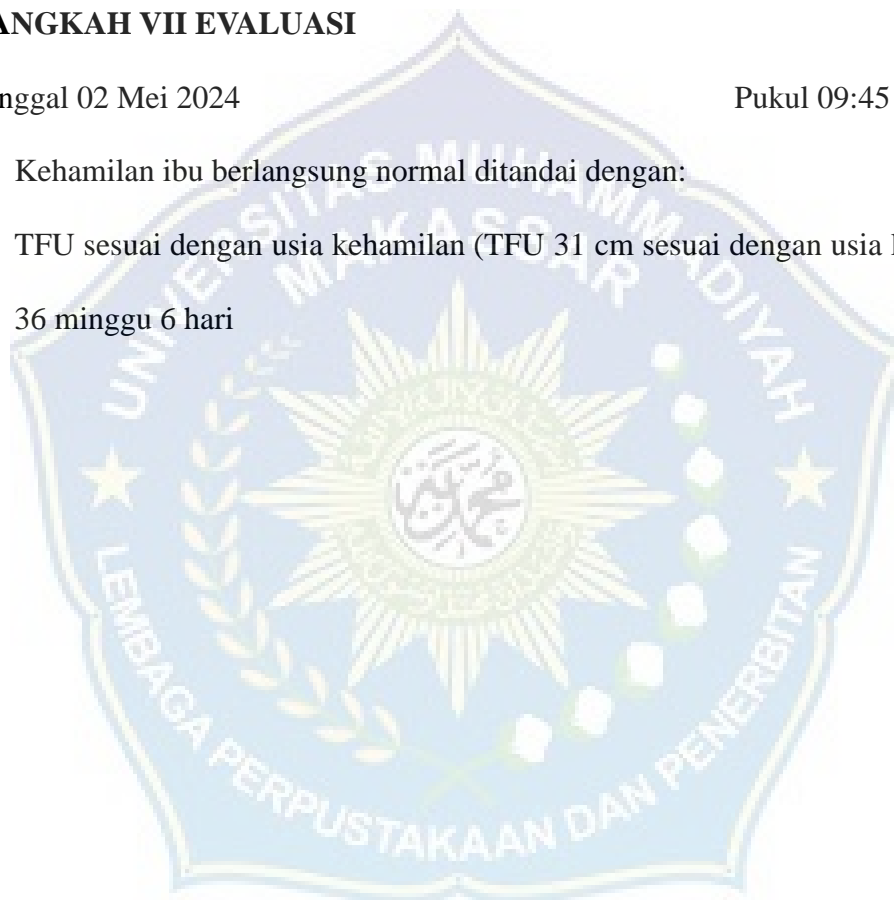 ANGKAH VII EVALUASI
nggal 02 Mei 2024 Pukul 09:45
Kehamilan ibu berlangsung normal ditandai dengan:
TFU sesuai dengan usia kehamilan (TFU 31 cm sesuai dengan usia
36 minggu 6 hari
UNIVERSITAS MUHAMMADIYAH
MAKASSAR
LEMBAGA PERPUSTAKAAN DAN PENERBITAN